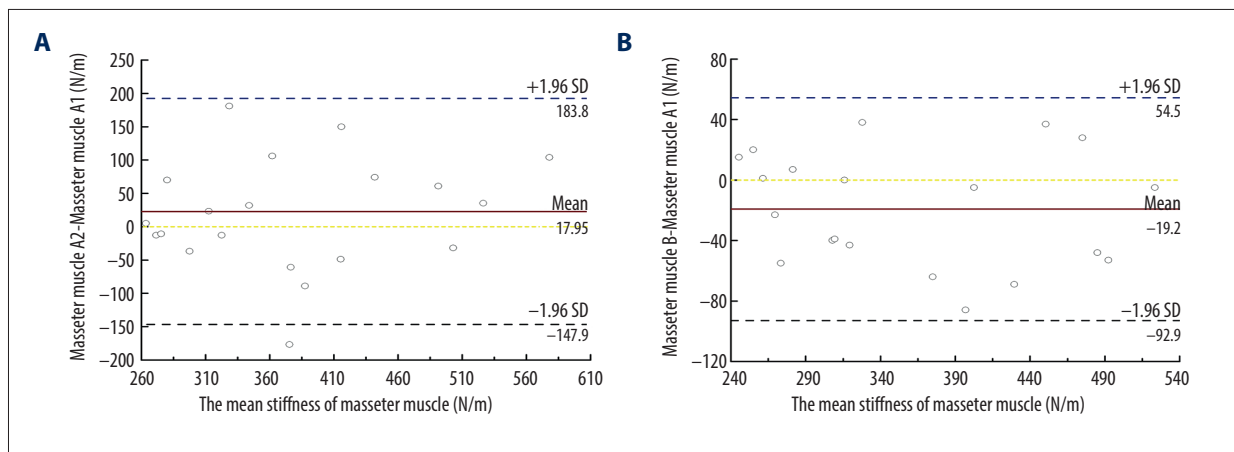 A
Masseter muscle A2-Masseter muscle A1 (N/m)
250
200
150
100
50
0
−50
−100
−150
−200
+1.96 SD
183.8
Mean
17.95
−1.96 SD
−147.9
260 310 360 410 460 510 560 610
The mean stiffness of masseter muscle (N/m)
B
Masseter muscle B-Masseter muscle A1 (N/m)
80
40
0
−40
−80
−120
+1.96 SD
54.5
Mean
−19.2
−1.96 SD
−92.9
240 290 340 390 440 490 540
The mean stiffness of masseter muscle (N/m)